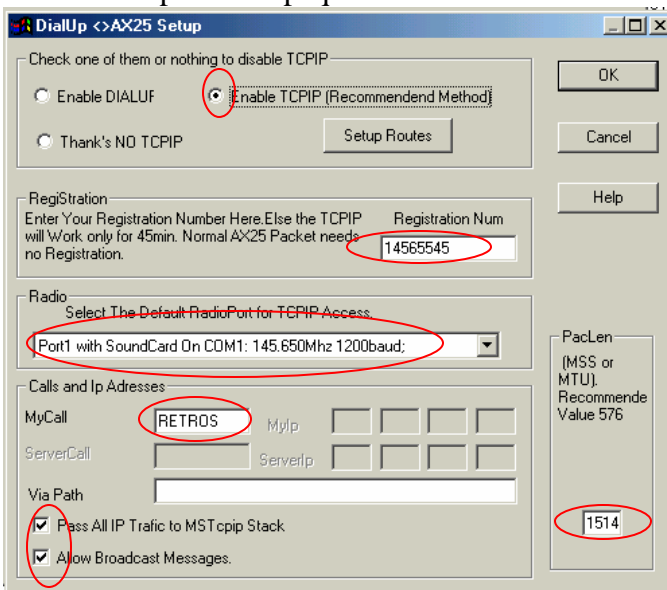 DialUp <>AX25 Setup
Check one of them or nothing to disable TCPIP
Enable DIALUF
Enable TCPIP (Recommendend Method)
Thank's NO TCPIP
Setup Routes
OK
Cancel
Help
RegiStration
Enter Your Registration Number Here.Else the TCPIP
will Work only for 45min. Normal AX25 Packet needs
no Registration.
Registration Num
14565545
Radio
Select The Default RadioPort for TCPIP Access.
Port1 with SoundCard On COM1: 145.650Mhz 1200baud;
Calls and Ip Adresses
MyCall
RETROS
MyIp
ServerCall
ServerIp
Via Path
Pass All IP Trafic to MSTcpip Stack
Allow Broadcast Messages.
PacLen
(MSS or
MTU).
Recommende
Value 576
1514